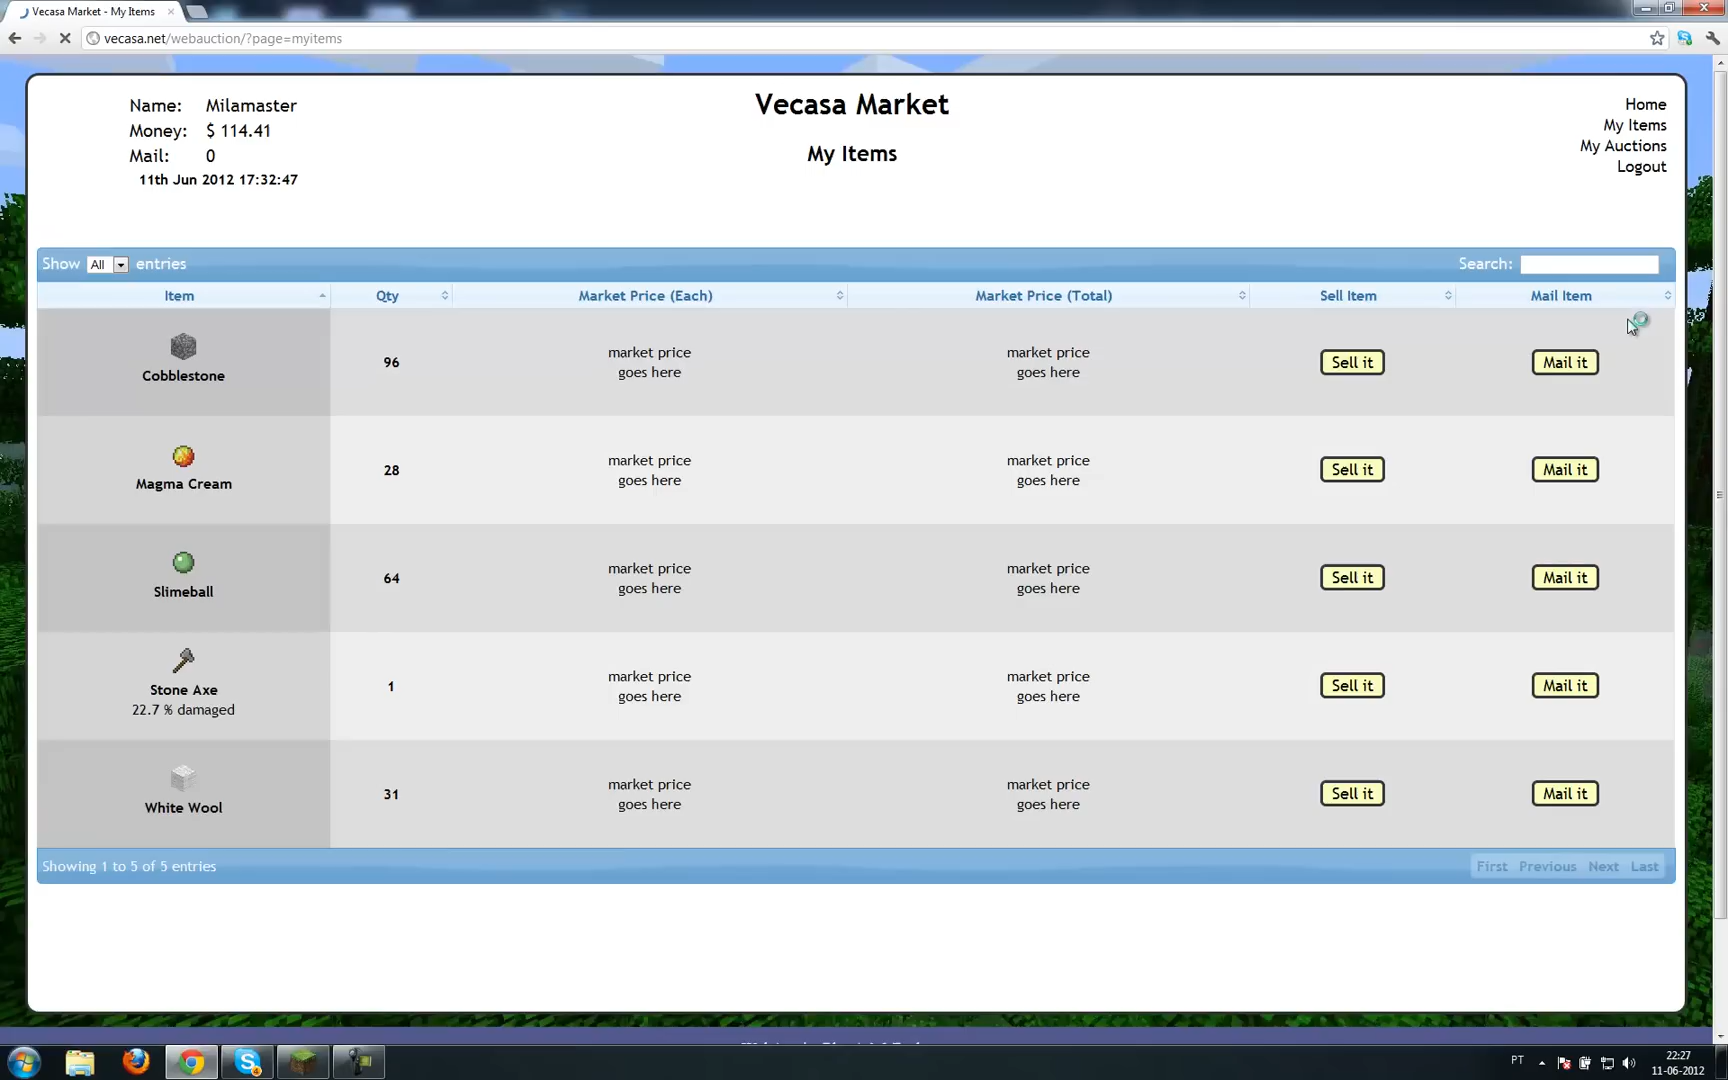 Vecasa Market - My Items
vecasa.net/webauction/?page=myitems
Name: Milamaster
Money: $ 114.41
Mail: 0
11th Jun 2012 17:32:47
Vecasa Market
My Items
Home
My Items
My Auctions
Logout
Show All entries
Search:
Item Qty Market Price (Each) Market Price (Total) Sell Item Mail Item
Cobblestone
96
market price
goes here
market price
goes here
Sell it
Mail it
Magma Cream
28
market price
goes here
market price
goes here
Sell it
Mail it
Slimeball
64
market price
goes here
market price
goes here
Sell it
Mail it
Stone Axe
22.7 % damaged
1
market price
goes here
market price
goes here
Sell it
Mail it
White Wool
31
market price
goes here
market price
goes here
Sell it
Mail it
Showing 1 to 5 of 5 entries
First Previous Next Last
PT
22:27
11-06-2012